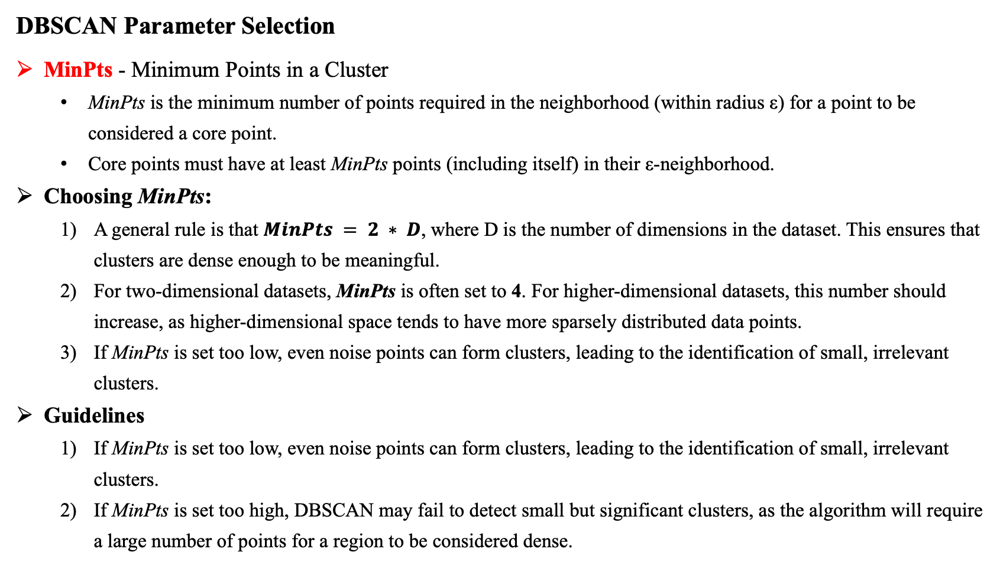 DBSCAN Parameter Selection
➢ MinPts - Minimum Points in a Cluster
• MinPts is the minimum number of points required in the neighborhood (within radius ε) for a point to be
considered a core point.
• Core points must have at least MinPts points (including itself) in their ε-neighborhood.
➢ Choosing MinPts:
1) A general rule is that MinPts = 2 * D, where D is the number of dimensions in the dataset. This ensures that
clusters are dense enough to be meaningful.
2) For two-dimensional datasets, MinPts is often set to 4. For higher-dimensional datasets, this number should
increase, as higher-dimensional space tends to have more sparsely distributed data points.
3) If MinPts is set too low, even noise points can form clusters, leading to the identification of small, irrelevant
clusters.
➢ Guidelines
1) If MinPts is set too low, even noise points can form clusters, leading to the identification of small, irrelevant
clusters.
2) If MinPts is set too high, DBSCAN may fail to detect small but significant clusters, as the algorithm will require
a large number of points for a region to be considered dense.